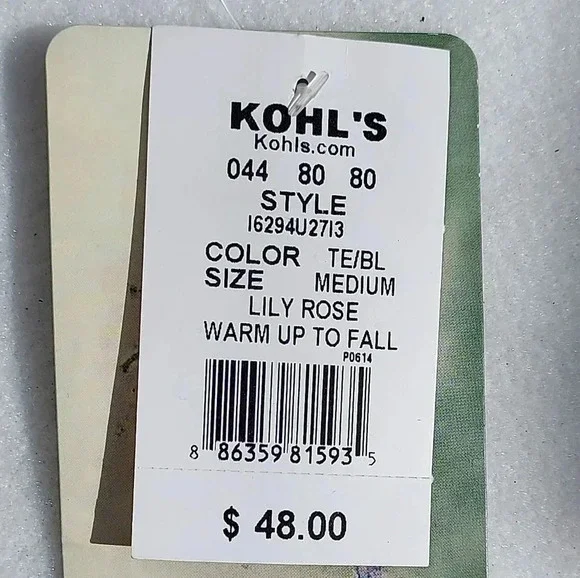 KOHL'S
Kohls.com
044 80 80
STYLE
I6294U27I3
COLOR TE/BL
SIZE MEDIUM
LILY ROSE
WARM UP TO FALL
P0614
8 86359 81593 5
$ 48.00